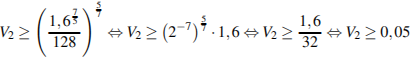 V₂ ≥ (1,6^{7/5} / 128)^{5/7} ⇔ V₂ ≥ (2⁻⁷)^{5/7} · 1,6 ⇔ V₂ ≥ 1,6/32 ⇔ V₂ ≥ 0,05